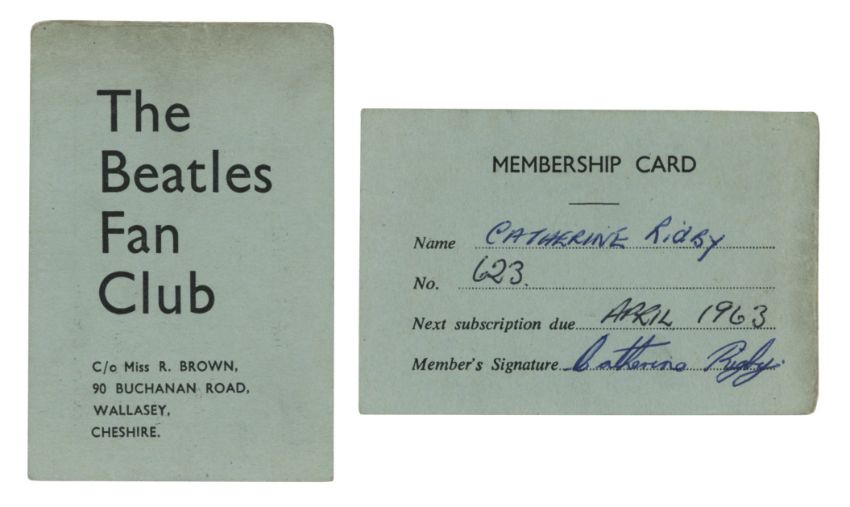 The
Beatles
Fan
Club
C/o Miss R. BROWN,
90 BUCHANAN ROAD,
WALLASEY,
CHESHIRE.
MEMBERSHIP CARD
Name CATHERINE RIGBY
No. 623.
Next subscription due APRIL 1963
Member's Signature Catherine Rigby.